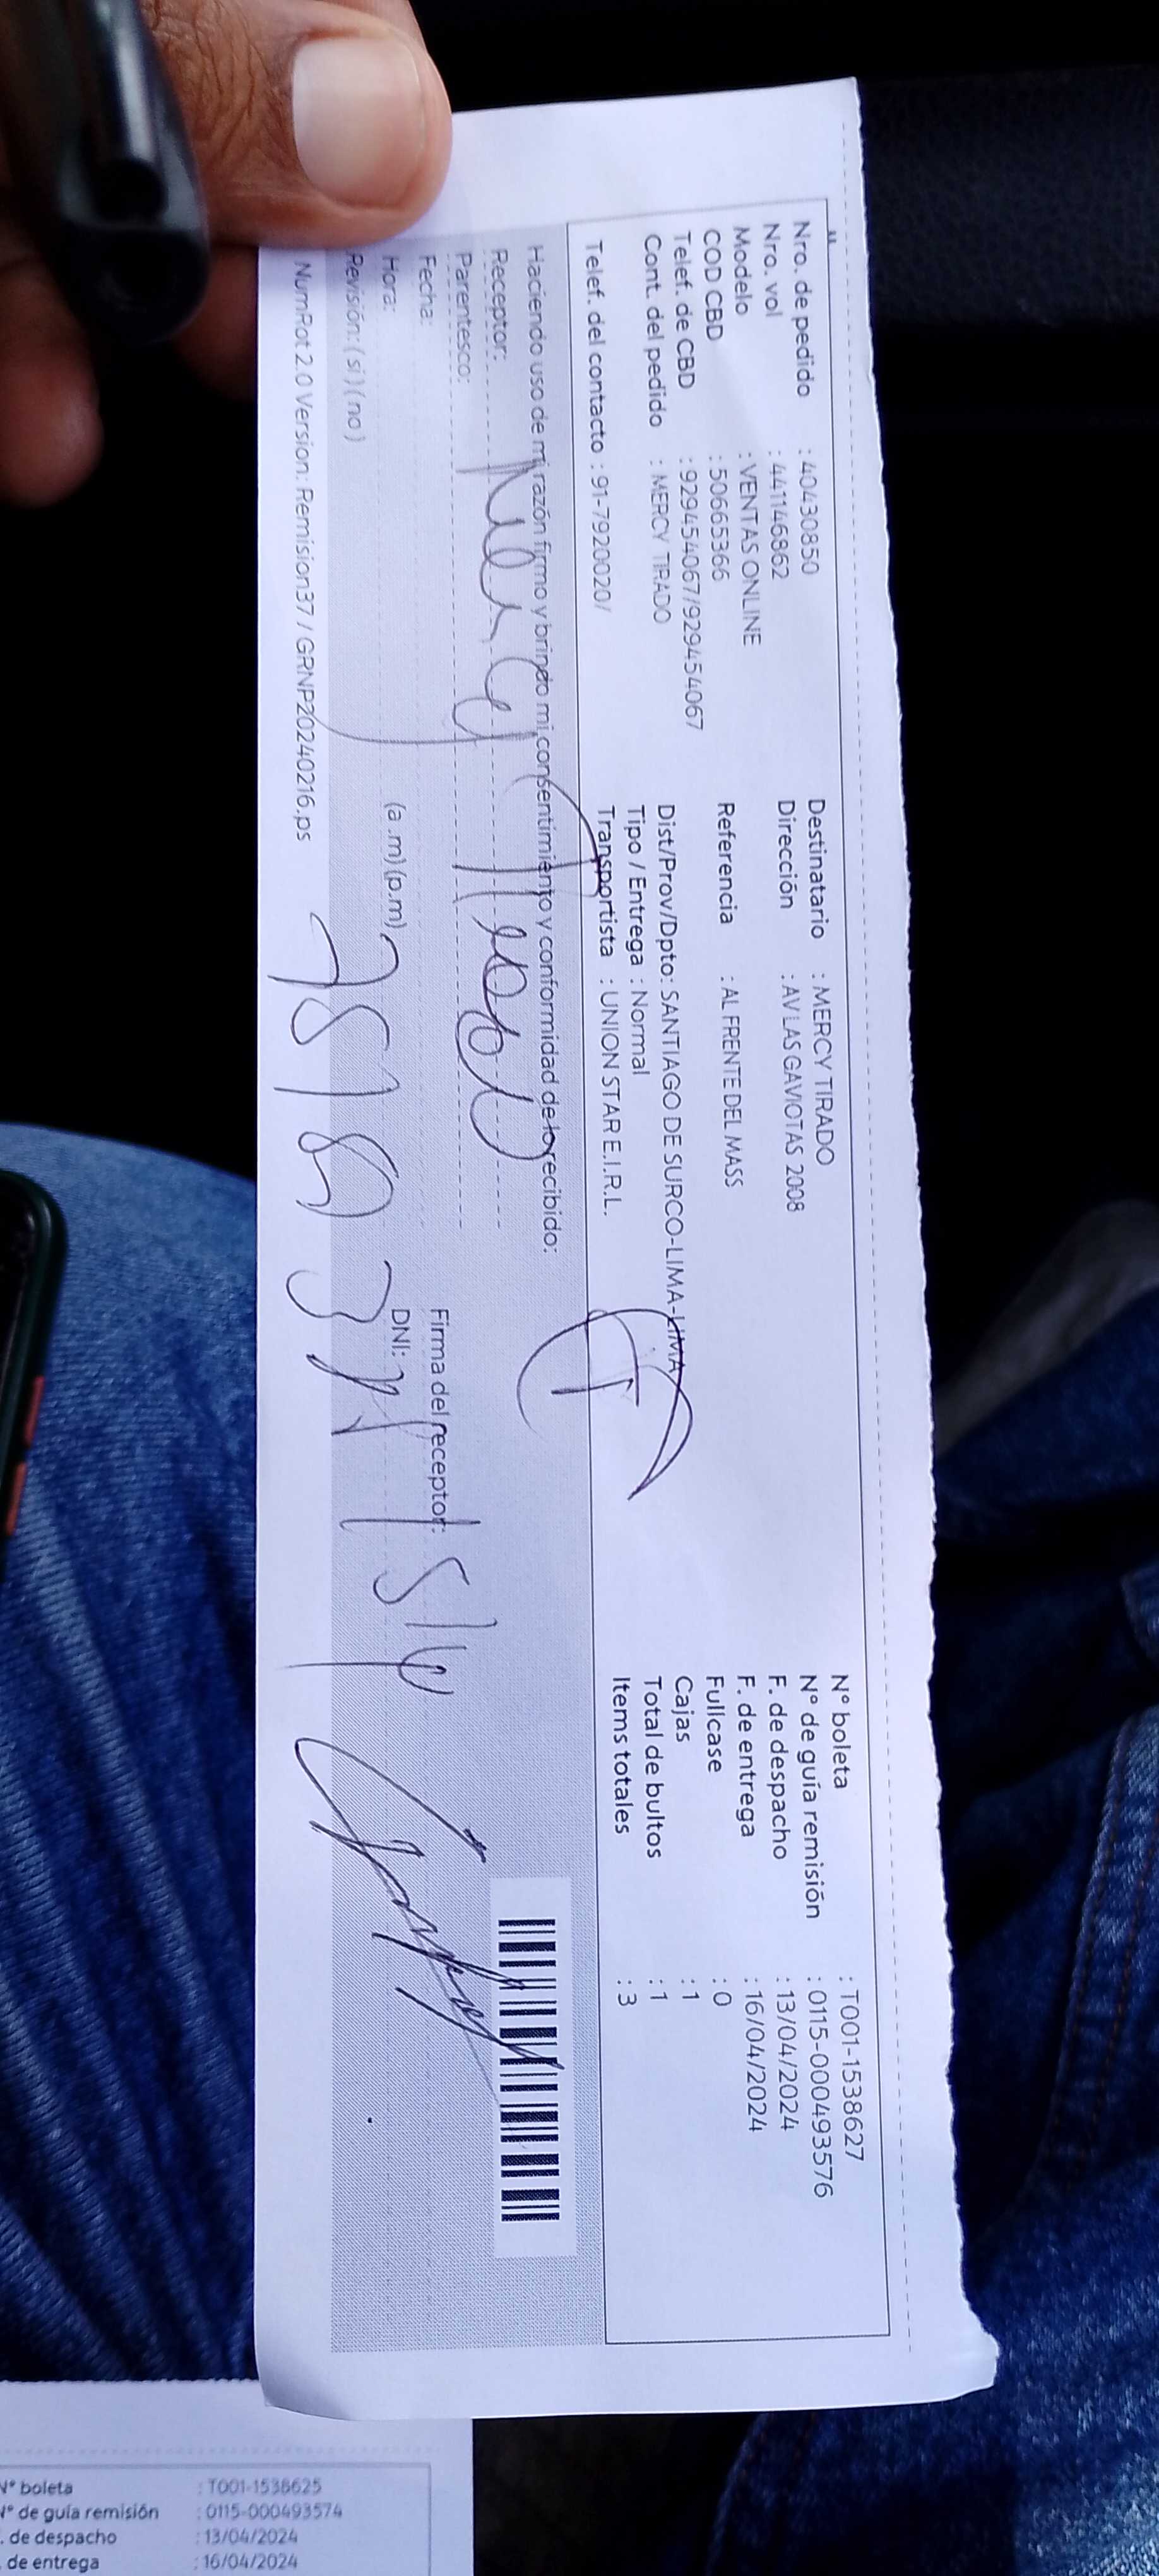 Nro. de pedido : 40430850
Nro. vol : 441146862
Modelo : VENTAS ONLINE
COD CBD : 50665366
Telef. de CBD : 929454067/929454067
Cont. del pedido : MERCY TIRADO
Telef. del contacto : 91-7920020/
Destinatario : MERCY TIRADO
Dirección : AV LAS GAVIOTAS 2008
Referencia : AL FRENTE DEL MASS
Dist/Prov/Dpto: SANTIAGO DE SURCO-LIMA-LIMA
Tipo / Entrega : Normal
Transportista : UNION STAR E.I.R.L.
N° boleta : T001-1538627
N° de guía remisión : 0115-000493576
F. de despacho : 13/04/2024
F. de entrega : 16/04/2024
Fullcase : 0
Cajas : 1
Total de bultos : 1
Items totales : 3
Haciendo uso de mi razón firmo y brindo mi consentimiento y conformidad de lo recibido:
Receptor:
Parentesco:
Fecha:
Hora: (a.m)(p.m)
Revisión: ( si ) ( no )
Firma del receptor:
DNI:
NumRot 2.0 Version: Remision37 / GRNP20240216.ps
N° boleta : T001-1538625
N° de guía remisión : 0115-000493574
. de despacho : 13/04/2024
. de entrega : 16/04/2024